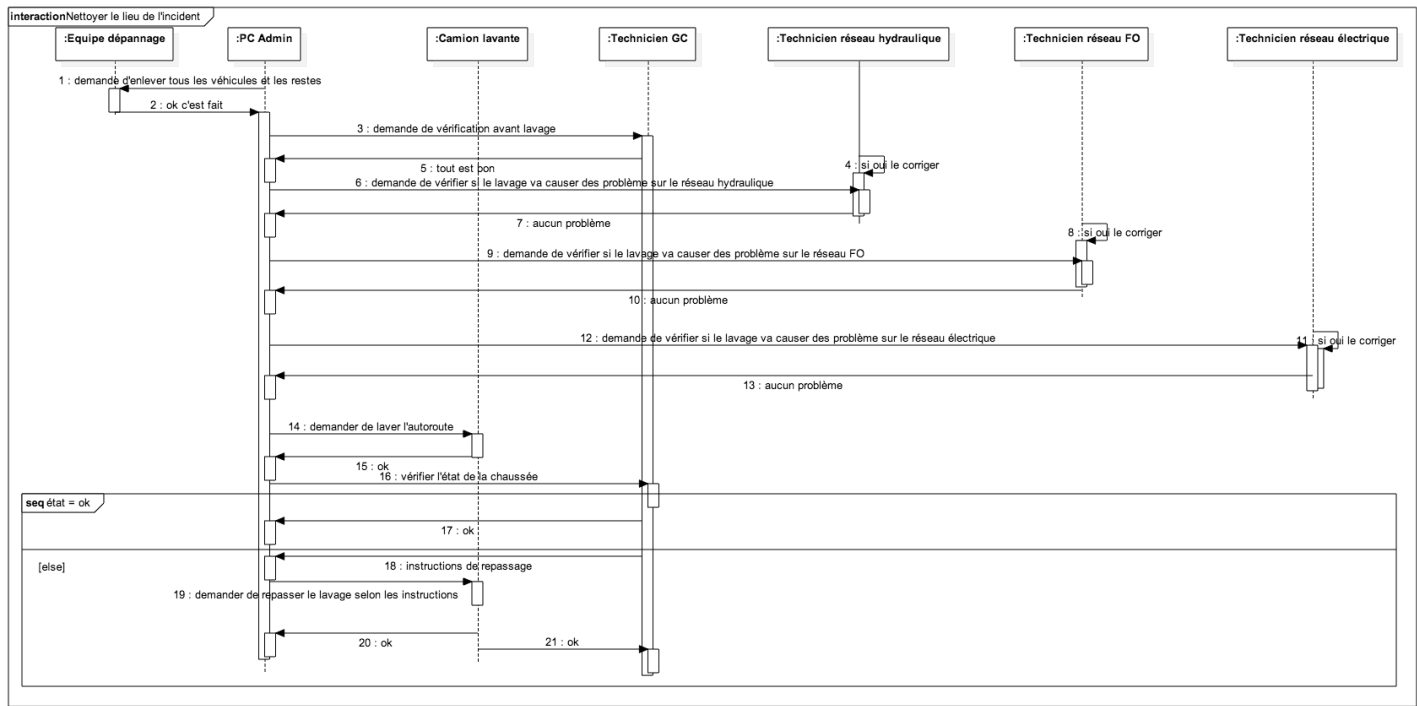 interactionNettoyer le lieu de l'incident
:Equipe dépannage
:PC Admin
:Camion lavante
:Technicien GC
:Technicien réseau hydraulique
:Technicien réseau FO
:Technicien réseau électrique
1 : demande d'enlever tous les véhicules et les restes
2 : ok c'est fait
3 : demande de vérification avant lavage
4 : si oui le corriger
5 : tout est bon
6 : demande de vérifier si le lavage va causer des problème sur le réseau hydraulique
7 : aucun problème
8 : si oui le corriger
9 : demande de vérifier si le lavage va causer des problème sur le réseau FO
10 : aucun problème
11 : si oui le corriger
12 : demande de vérifier si le lavage va causer des problème sur le réseau électrique
13 : aucun problème
14 : demander de laver l'autoroute
15 : ok
16 : vérifier l'état de la chaussée
seq état = ok
17 : ok
[else]
18 : instructions de repassage
19 : demander de repasser le lavage selon les instructions
20 : ok
21 : ok